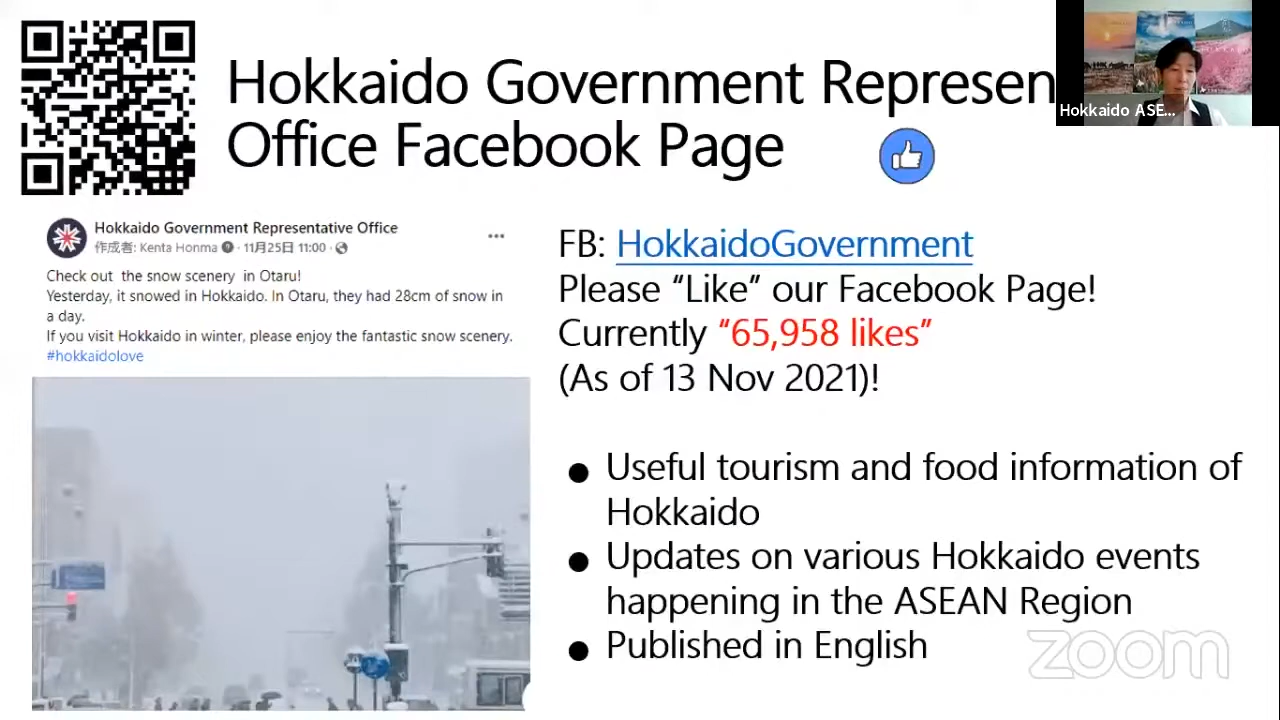 Hokkaido Government Represen
Office Facebook Page
Hokkaido ASE...
Hokkaido Government Representative Office
作成者: Kenta Honma · 11月25日 11:00 ·
Check out the snow scenery in Otaru!
Yesterday, it snowed in Hokkaido. In Otaru, they had 28cm of snow in
a day.
If you visit Hokkaido in winter, please enjoy the fantastic snow scenery.
#hokkaidolove
FB: HokkaidoGovernment
Please “Like” our Facebook Page!
Currently “65,958 likes”
(As of 13 Nov 2021)!
● Useful tourism and food information of
Hokkaido
● Updates on various Hokkaido events
happening in the ASEAN Region
● Published in English
zoom